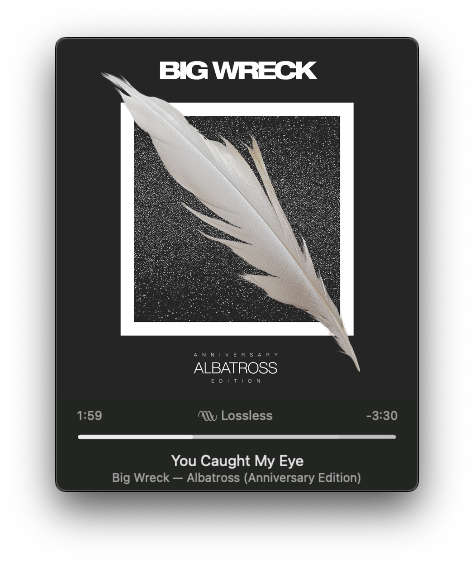 BIG WRECK
ANNIVERSARY
ALBATROSS
EDITION
1:59 Lossless -3:30
You Caught My Eye
Big Wreck — Albatross (Anniversary Edition)